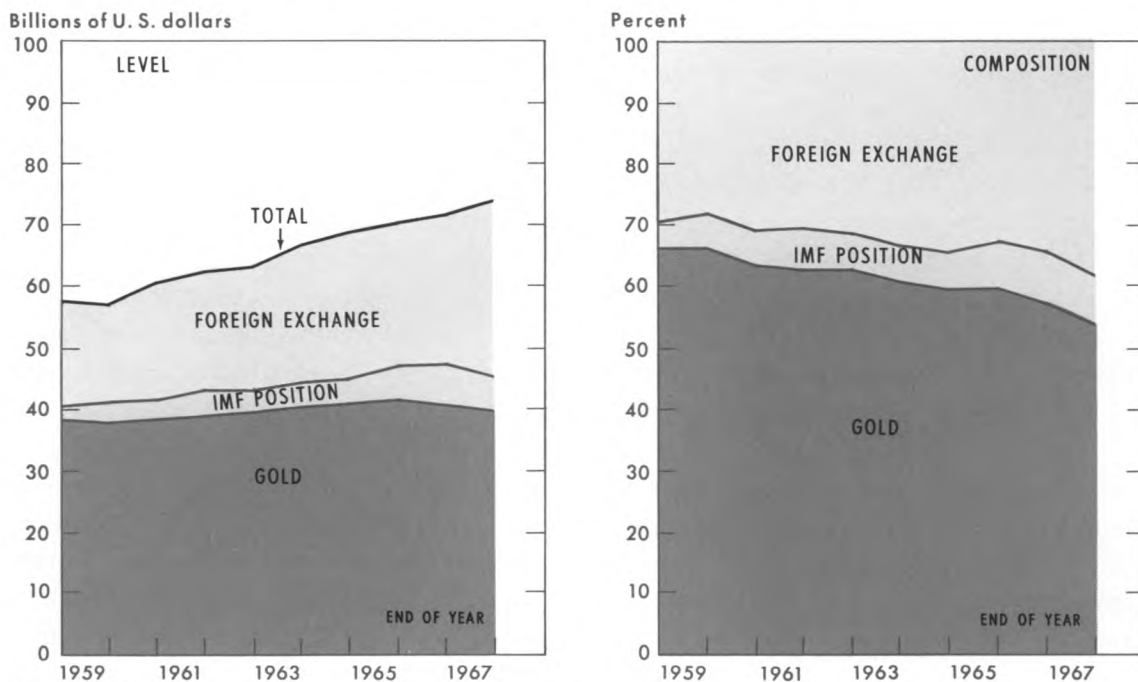 Billions of U. S. dollars
100
LEVEL
90
80
70
TOTAL
60
50
FOREIGN EXCHANGE
40
IMF POSITION
30
GOLD
20
10
END OF YEAR
0
1959 1961 1963 1965 1967
Percent
100
COMPOSITION
90
80
FOREIGN EXCHANGE
70
IMF POSITION
60
50
40
GOLD
30
20
10
END OF YEAR
0
1959 1961 1963 1965 1967